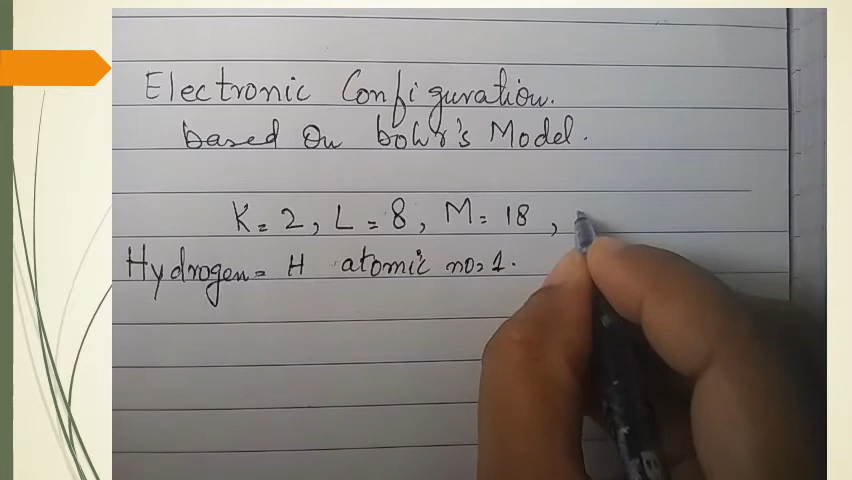 Electronic Configuration.
based on bohr's Model.
K = 2, L = 8, M = 18 ,
Hydrogen = H atomic no = 1.